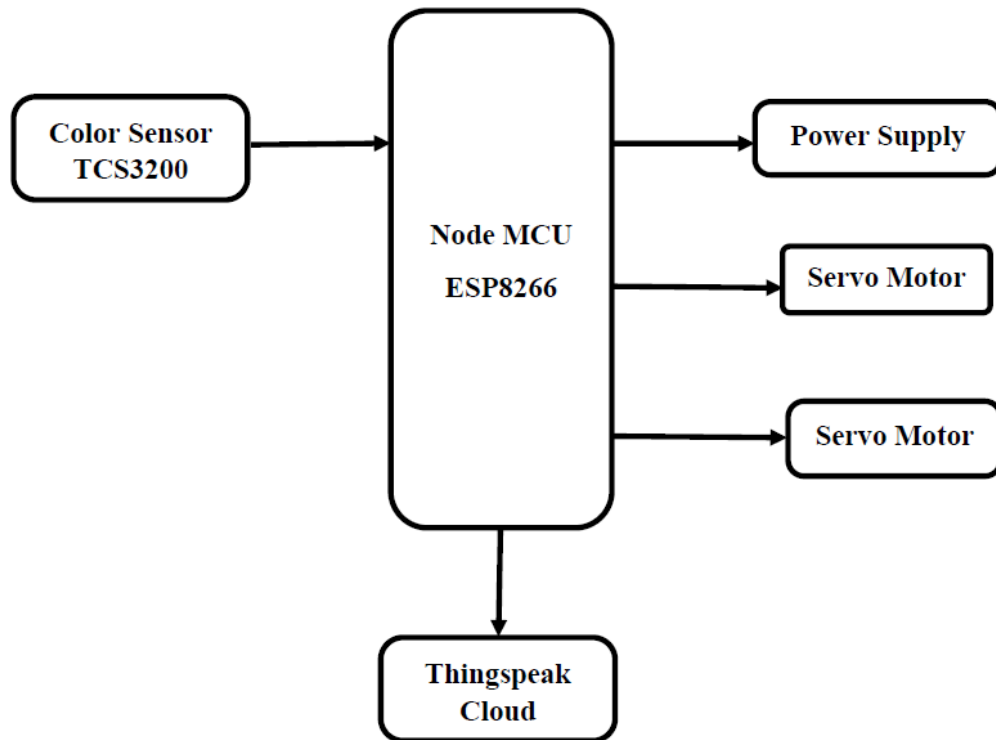 Color Sensor
TCS3200
Node MCU
ESP8266
Power Supply
Servo Motor
Servo Motor
Thingspeak
Cloud